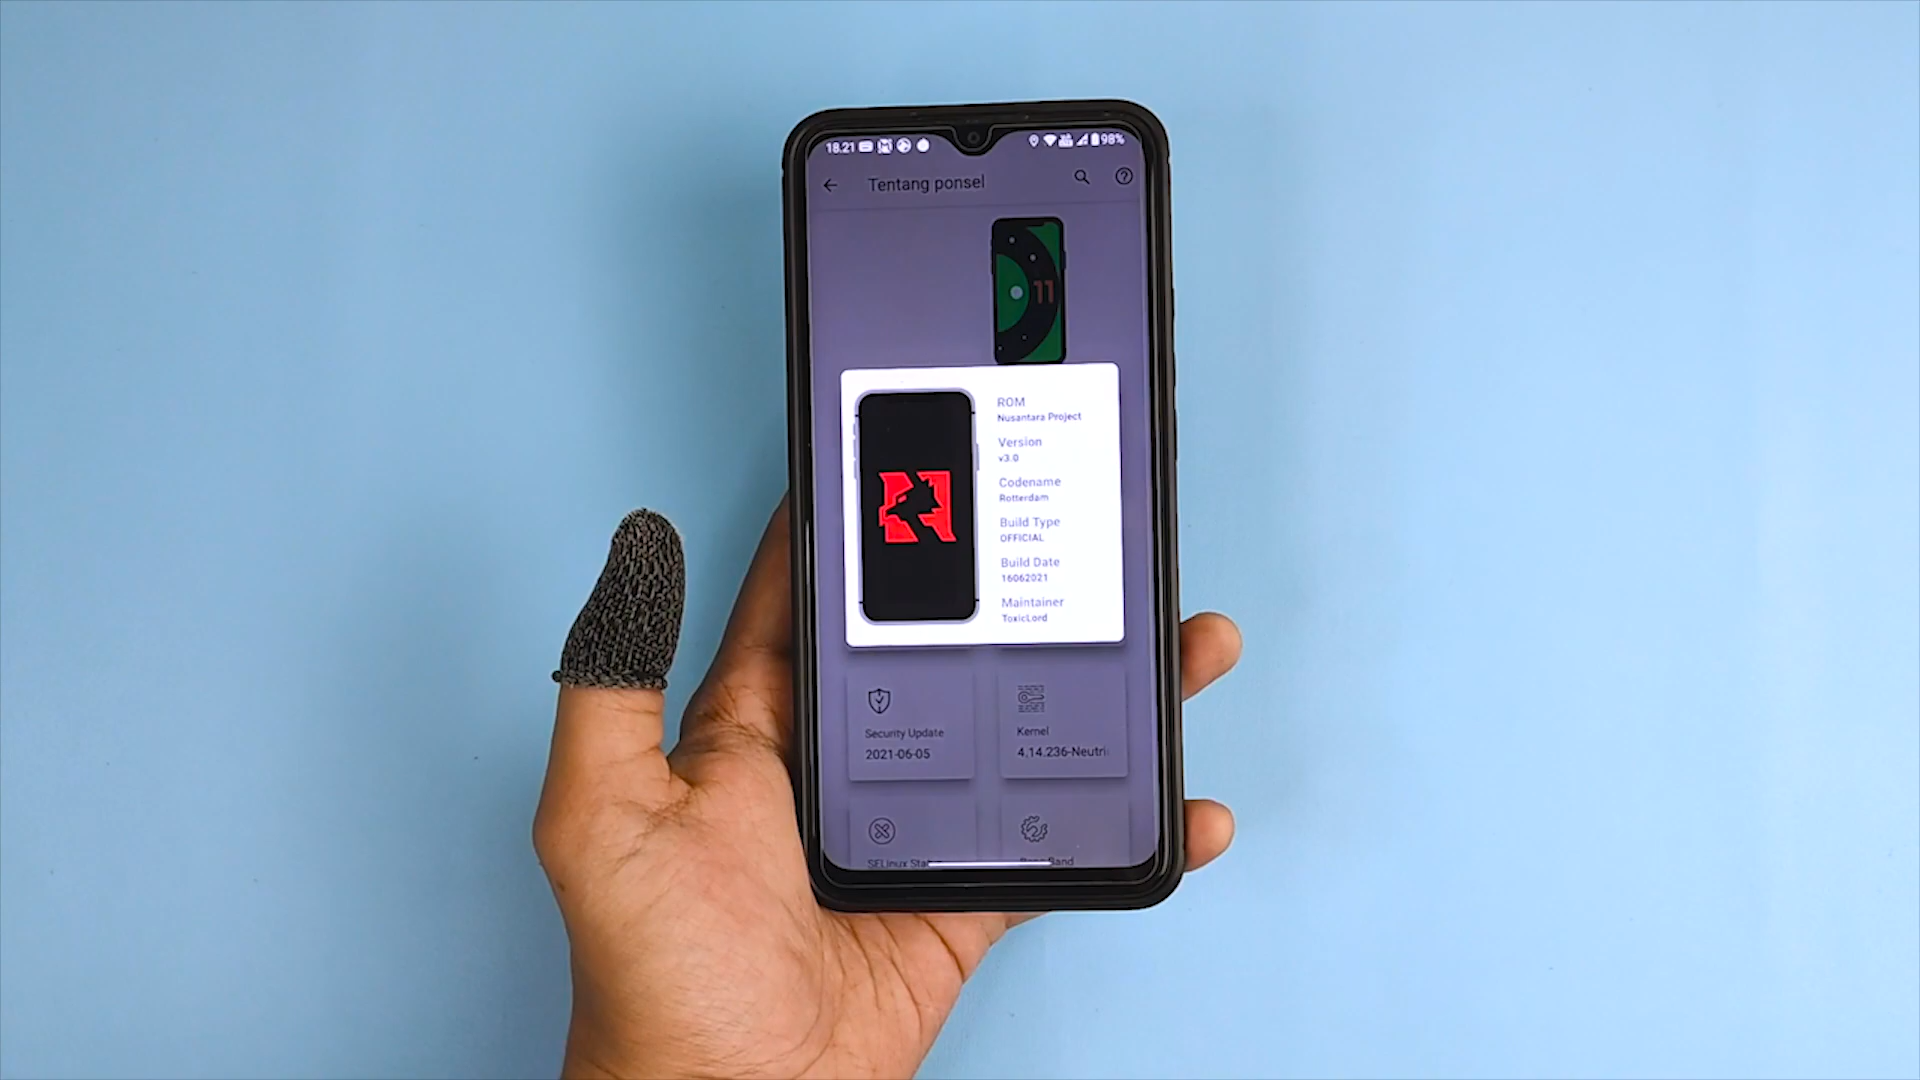 18.21
98%
Tentang ponsel
11
ROM
Nusantara Project
Version
v3.0
Codename
Rotterdam
Build Type
OFFICIAL
Build Date
16062021
Maintainer
ToxicLord
Security Update
2021-06-05
Kernel
4.14.236-Neutri
SELinux